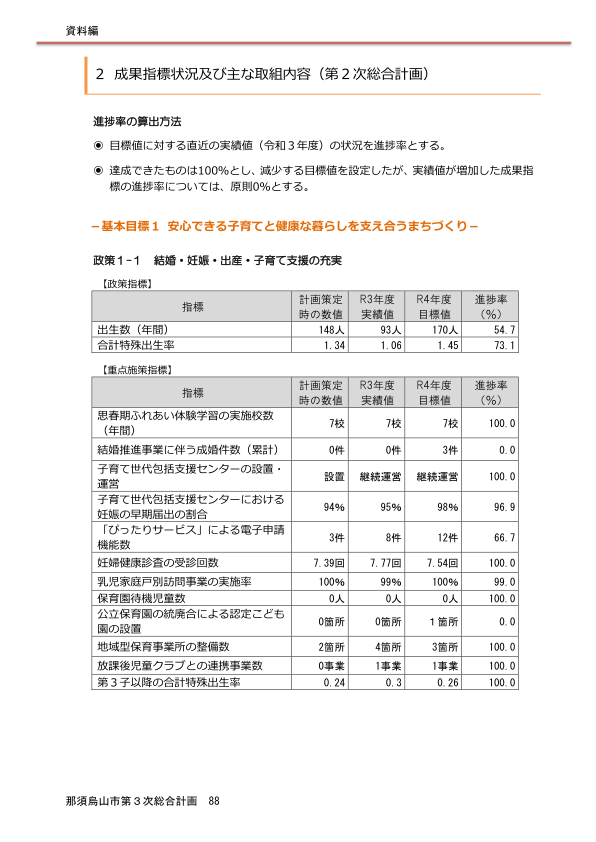 資料編
２ 成果指標状況及び主な取組内容（第２次総合計画）
進捗率の算出方法
◉ 目標値に対する直近の実績値（令和３年度）の状況を進捗率とする。
◉ 達成できたものは100％とし、減少する目標値を設定したが、実績値が増加した成果指
標の進捗率については、原則0％とする。
－基本目標１ 安心できる子育てと健康な暮らしを支え合うまちづくり－
政策１-１ 結婚・妊娠・出産・子育て支援の充実
【政策指標】
指標 計画策定時の数値 R3年度実績値 R4年度目標値 進捗率（％）
出生数（年間） 148人 93人 170人 54.7
合計特殊出生率 1.34 1.06 1.45 73.1
【重点施策指標】
指標 計画策定時の数値 R3年度実績値 R4年度目標値 進捗率（％）
思春期ふれあい体験学習の実施校数
（年間） 7校 7校 7校 100.0
結婚推進事業に伴う成婚件数（累計） 0件 0件 3件 0.0
子育て世代包括支援センターの設置・
運営 設置 継続運営 継続運営 100.0
子育て世代包括支援センターにおける
妊娠の早期届出の割合 94% 95% 98% 96.9
「ぴったりサービス」による電子申請
機能数 3件 8件 12件 66.7
妊婦健康診査の受診回数 7.39回 7.77回 7.54回 100.0
乳児家庭戸別訪問事業の実施率 100% 99% 100% 99.0
保育園待機児童数 0人 0人 0人 100.0
公立保育園の統廃合による認定こども
園の設置 0箇所 0箇所 １箇所 0.0
地域型保育事業所の整備数 2箇所 4箇所 3箇所 100.0
放課後児童クラブとの連携事業数 0事業 1事業 1事業 100.0
第３子以降の合計特殊出生率 0.24 0.3 0.26 100.0
那須烏山市第３次総合計画 88